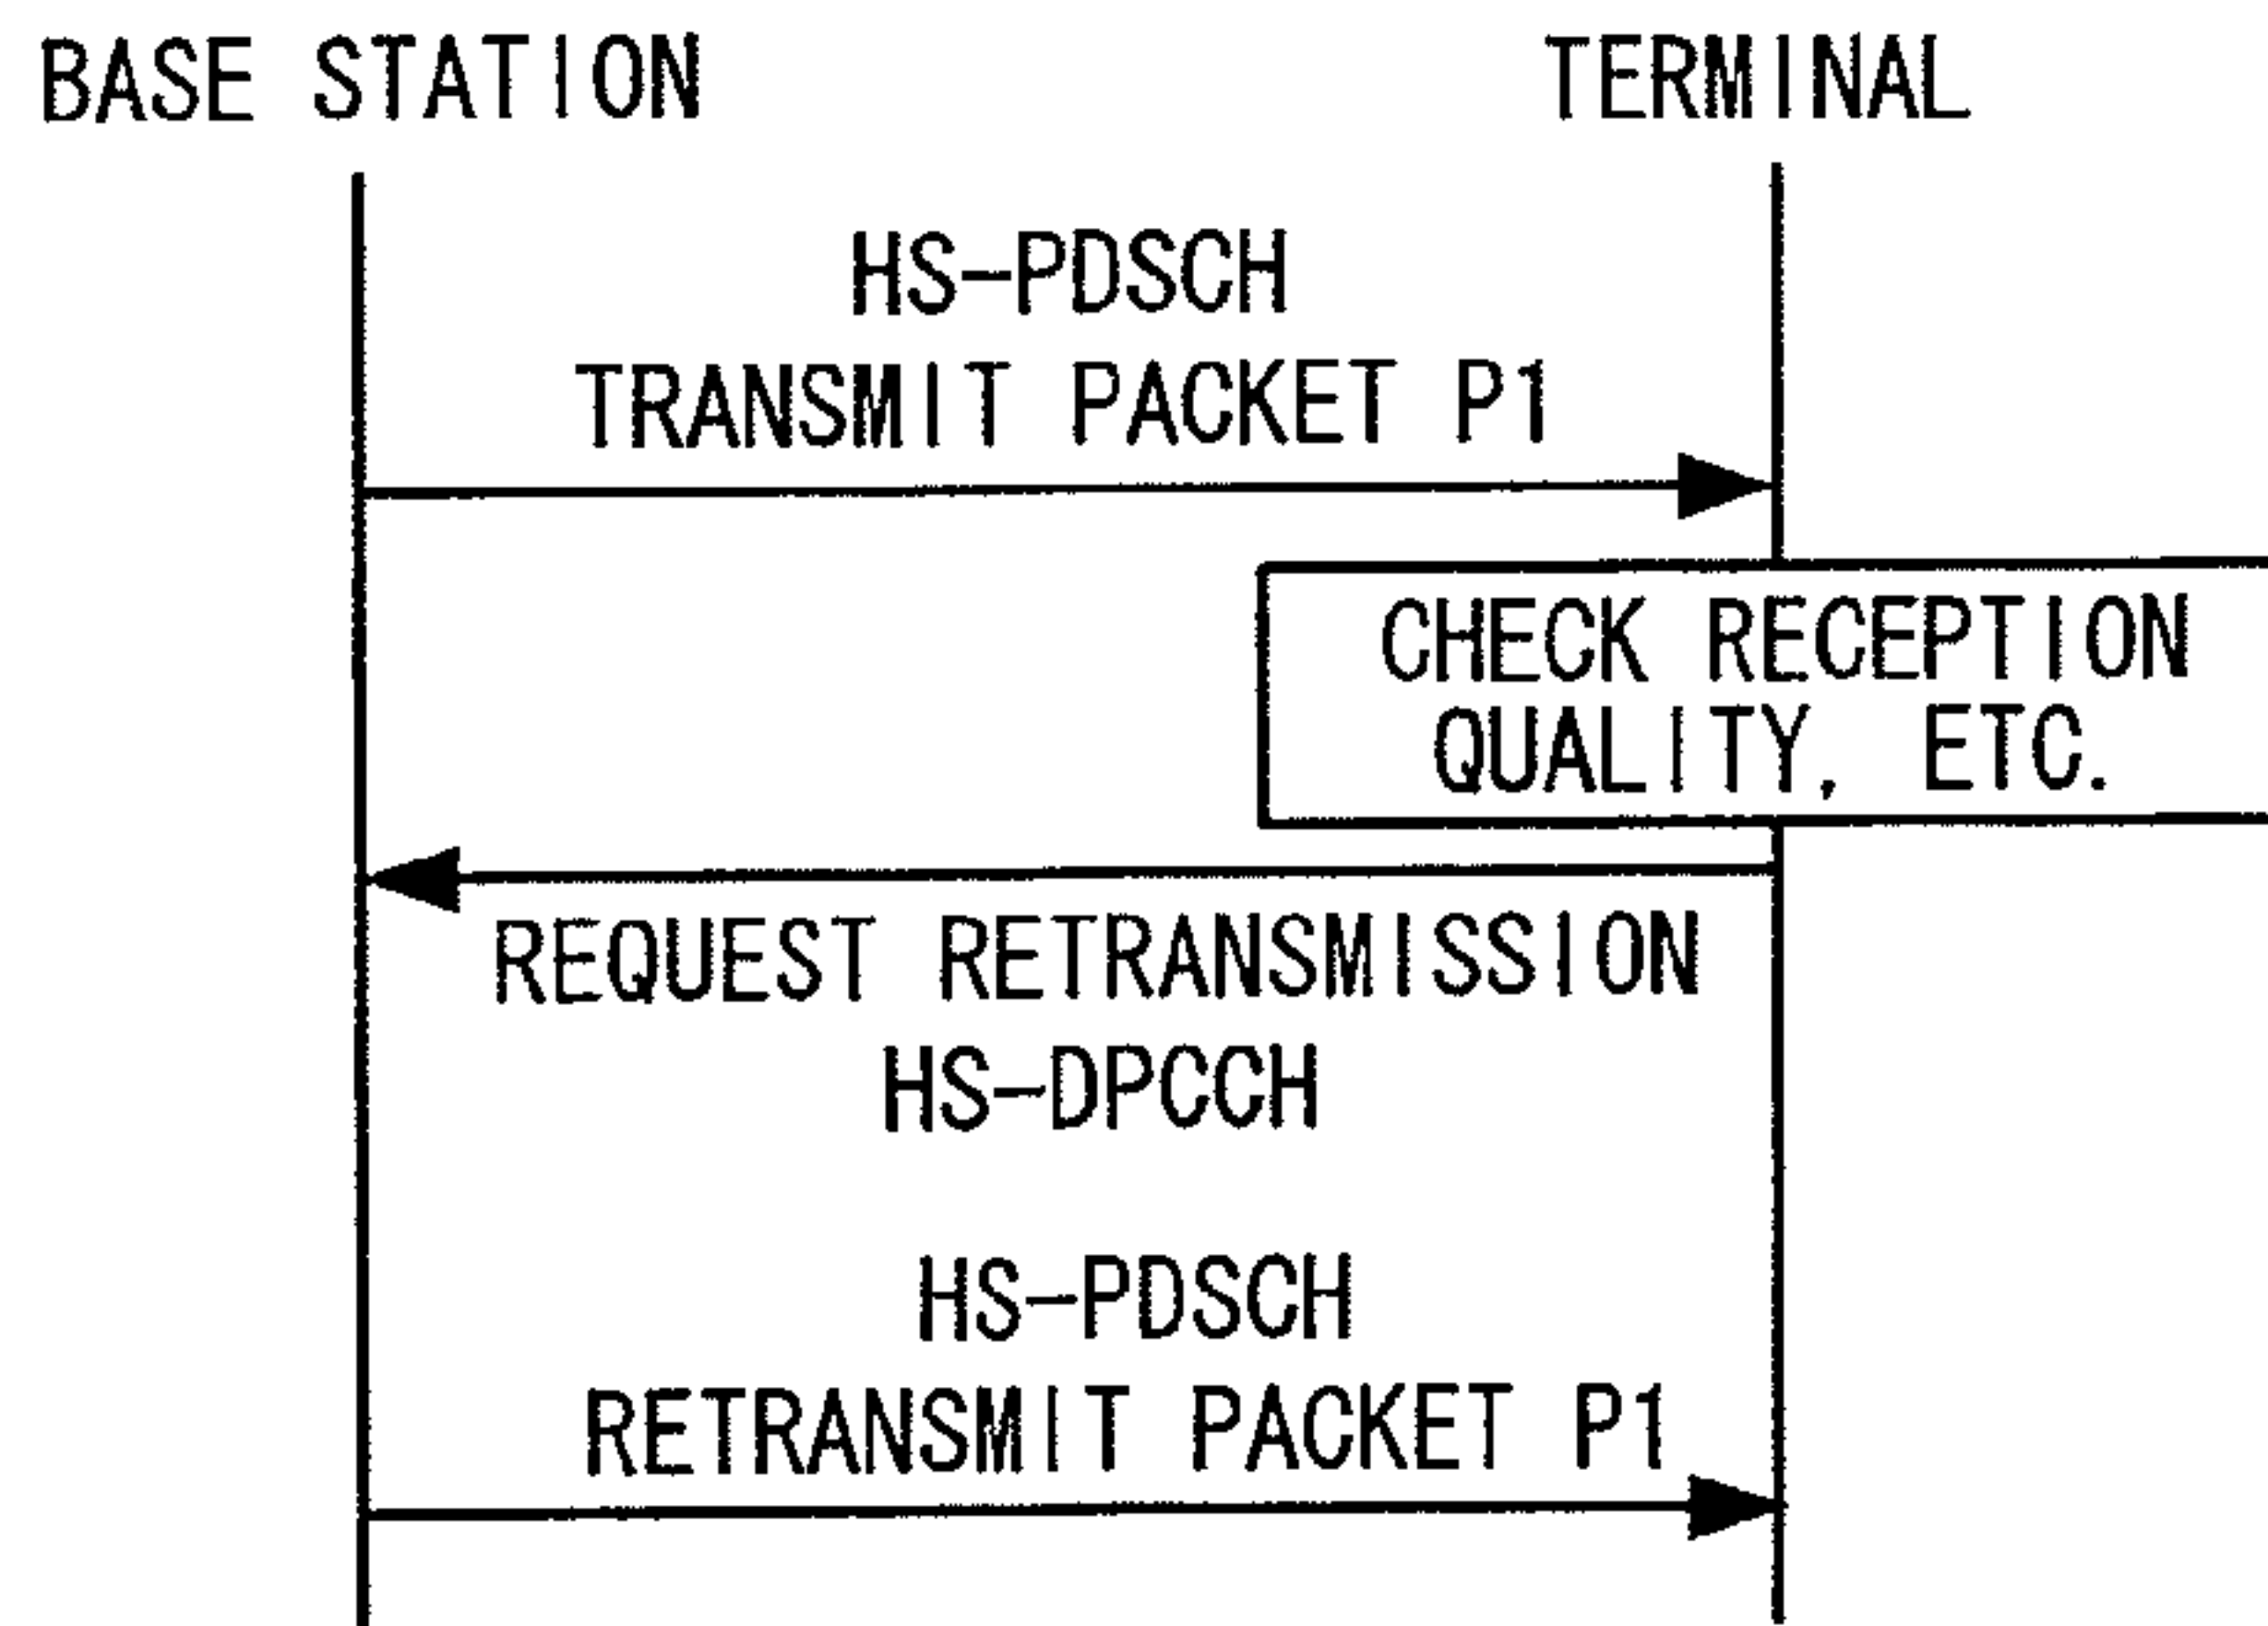 BASE STATION TERMINAL
HS-PDSCH
TRANSMIT PACKET P1
CHECK RECEPTION
QUALITY, ETC.
REQUEST RETRANSMISSION
HS-DPCCH
HS-PDSCH
RETRANSMIT PACKET P1